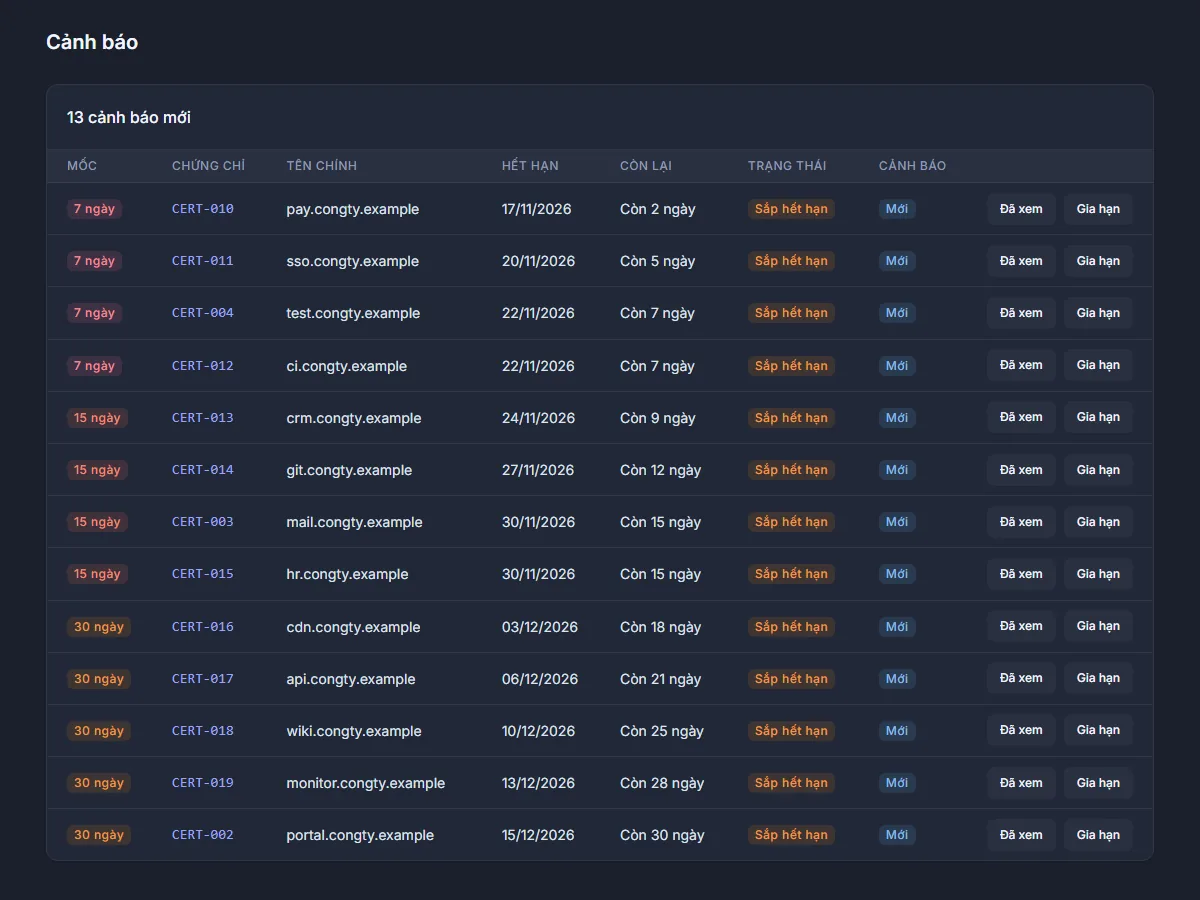 Cảnh báo
13 cảnh báo mới
MỐC CHỨNG CHỈ TÊN CHÍNH HẾT HẠN CÒN LẠI TRẠNG THÁI CẢNH BÁO
7 ngày CERT-010 pay.congty.example 17/11/2026 Còn 2 ngày Sắp hết hạn Mới Đã xem Gia hạn
7 ngày CERT-011 sso.congty.example 20/11/2026 Còn 5 ngày Sắp hết hạn Mới Đã xem Gia hạn
7 ngày CERT-004 test.congty.example 22/11/2026 Còn 7 ngày Sắp hết hạn Mới Đã xem Gia hạn
7 ngày CERT-012 ci.congty.example 22/11/2026 Còn 7 ngày Sắp hết hạn Mới Đã xem Gia hạn
15 ngày CERT-013 crm.congty.example 24/11/2026 Còn 9 ngày Sắp hết hạn Mới Đã xem Gia hạn
15 ngày CERT-014 git.congty.example 27/11/2026 Còn 12 ngày Sắp hết hạn Mới Đã xem Gia hạn
15 ngày CERT-003 mail.congty.example 30/11/2026 Còn 15 ngày Sắp hết hạn Mới Đã xem Gia hạn
15 ngày CERT-015 hr.congty.example 30/11/2026 Còn 15 ngày Sắp hết hạn Mới Đã xem Gia hạn
30 ngày CERT-016 cdn.congty.example 03/12/2026 Còn 18 ngày Sắp hết hạn Mới Đã xem Gia hạn
30 ngày CERT-017 api.congty.example 06/12/2026 Còn 21 ngày Sắp hết hạn Mới Đã xem Gia hạn
30 ngày CERT-018 wiki.congty.example 10/12/2026 Còn 25 ngày Sắp hết hạn Mới Đã xem Gia hạn
30 ngày CERT-019 monitor.congty.example 13/12/2026 Còn 28 ngày Sắp hết hạn Mới Đã xem Gia hạn
30 ngày CERT-002 portal.congty.example 15/12/2026 Còn 30 ngày Sắp hết hạn Mới Đã xem Gia hạn